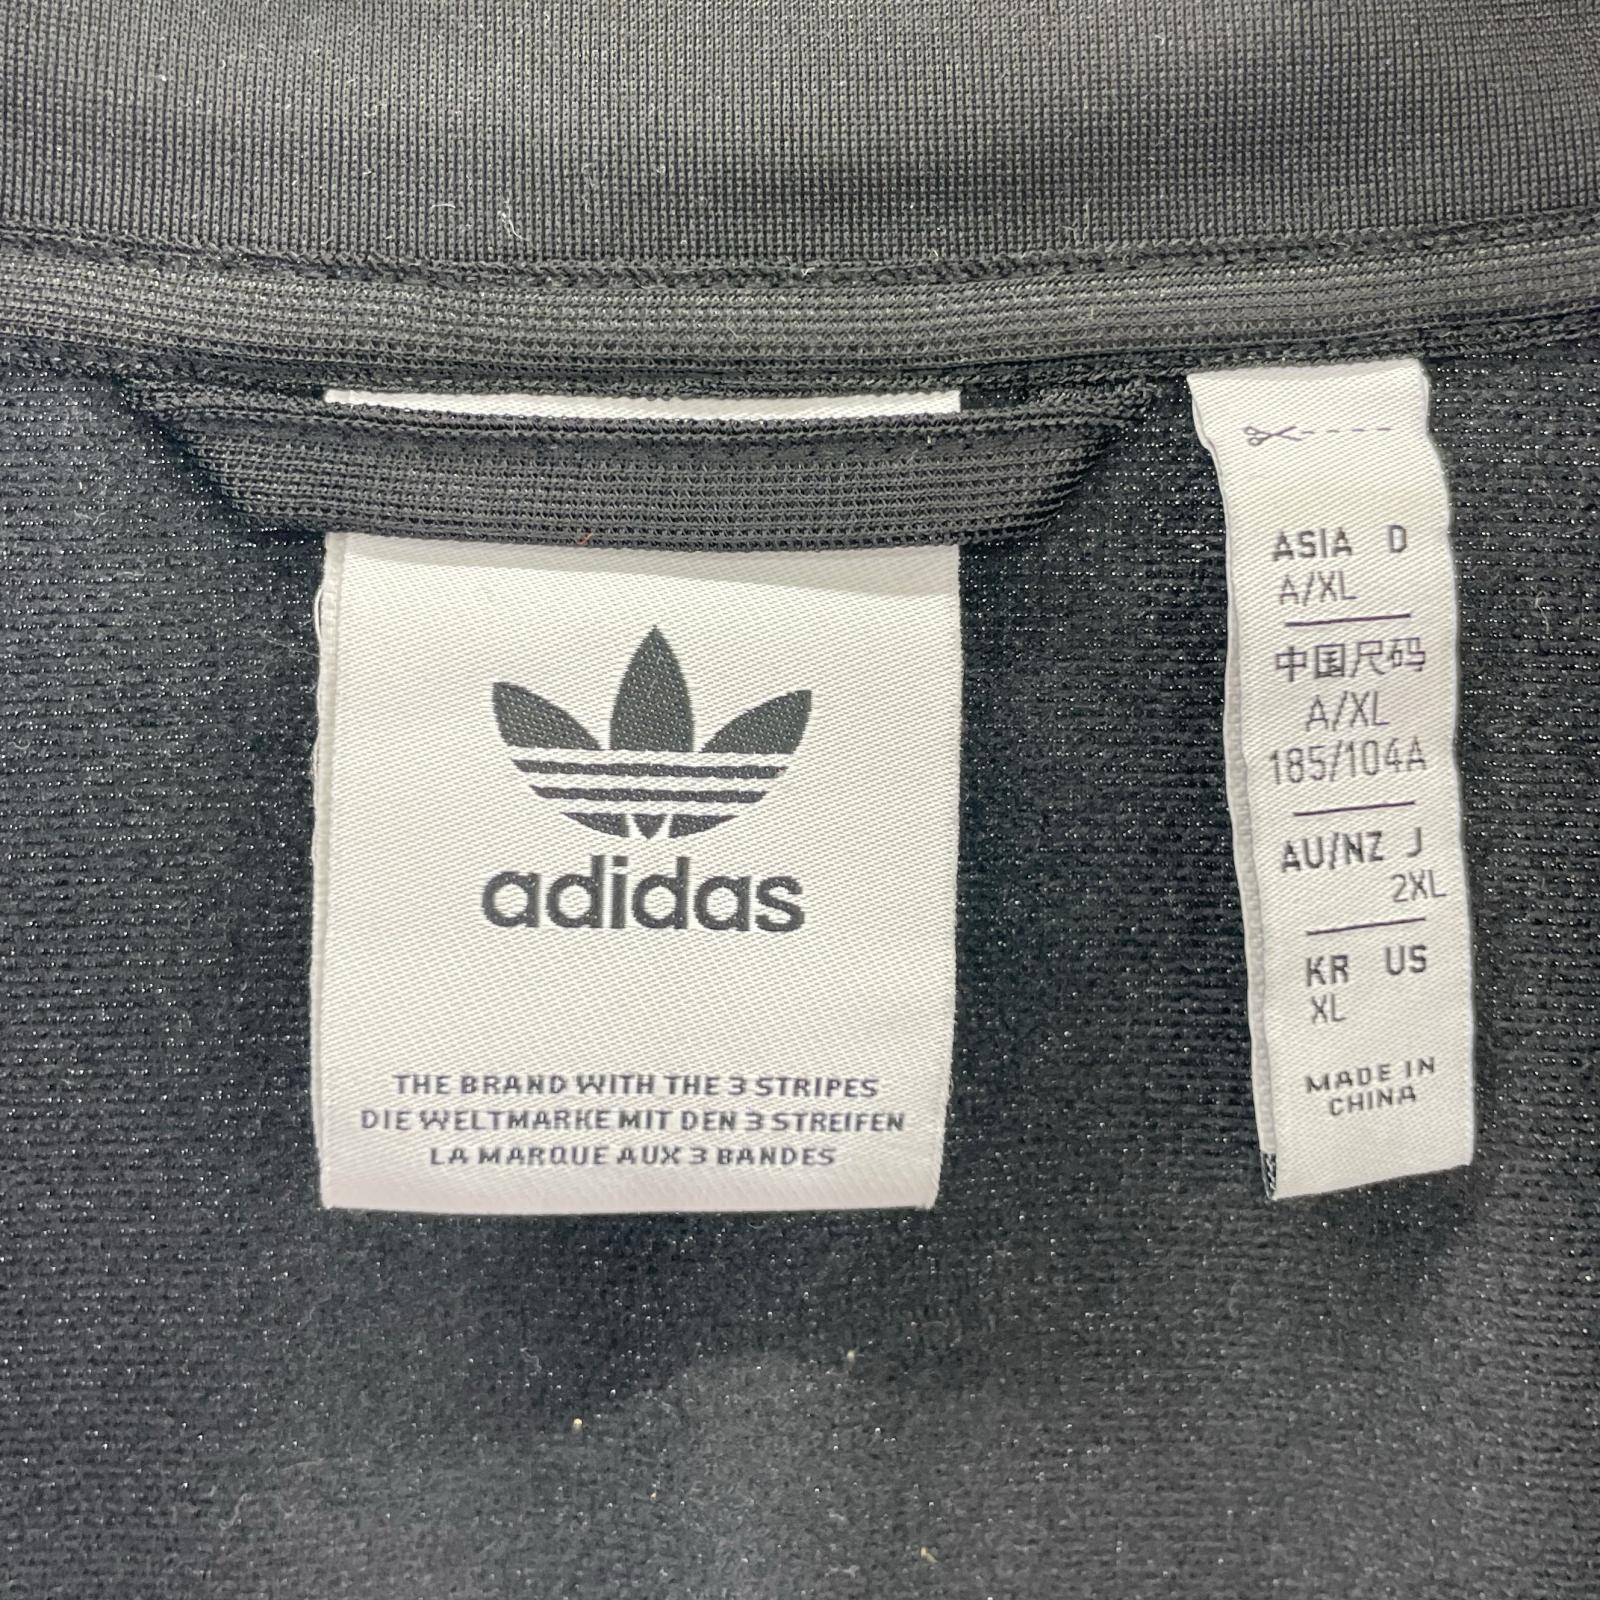 adidas
THE BRAND WITH THE 3 STRIPES
DIE WELTMARKE MIT DEN 3 STREIFEN
LA MARQUE AUX 3 BANDES
ASIA D
A/XL
中国尺码
A/XL
185/104A
AU/NZ J
2XL
KR US
XL
MADE IN
CHINA